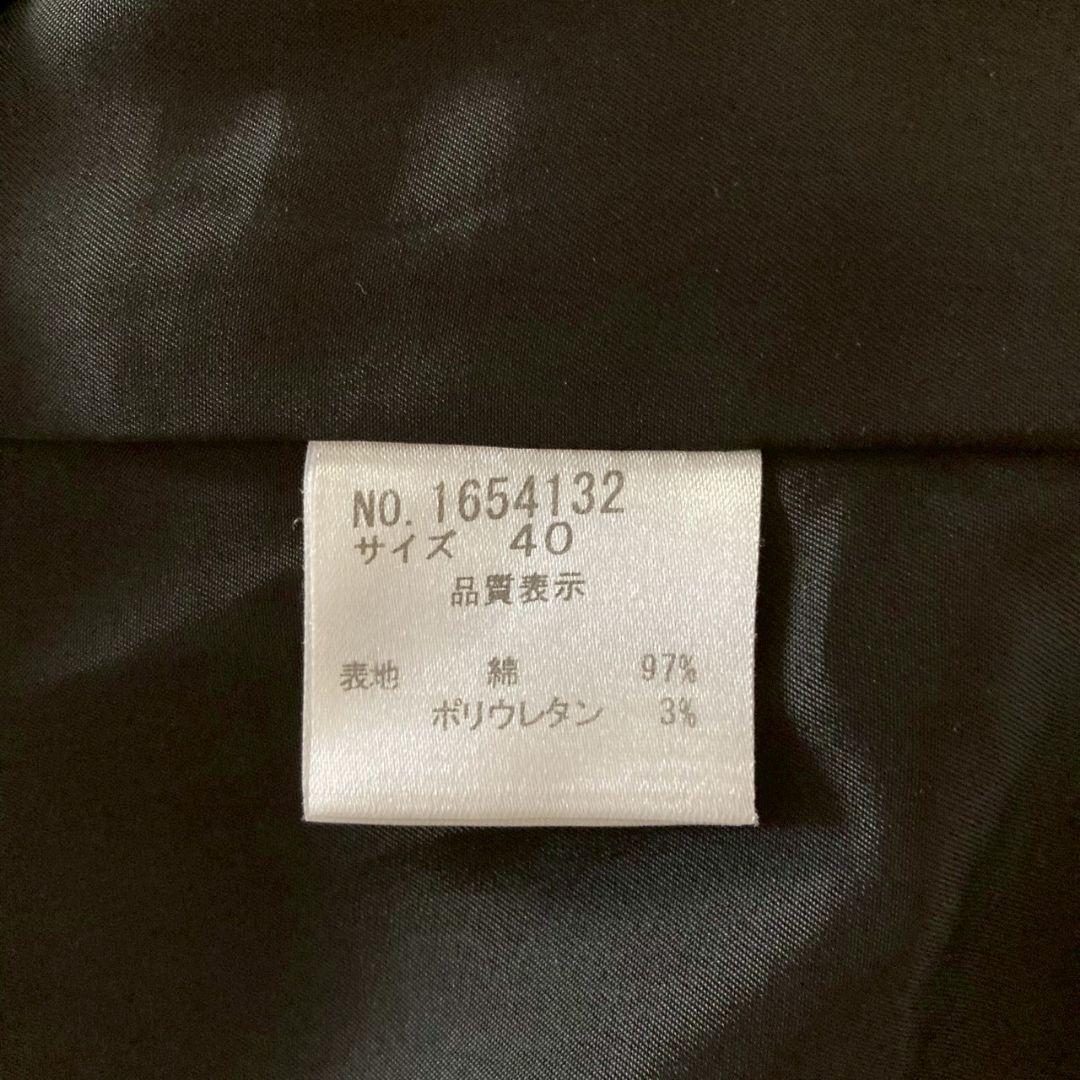 NO. 1654132
サイズ 40
品質表示
表地 綿 97%
ポリウレタン 3%